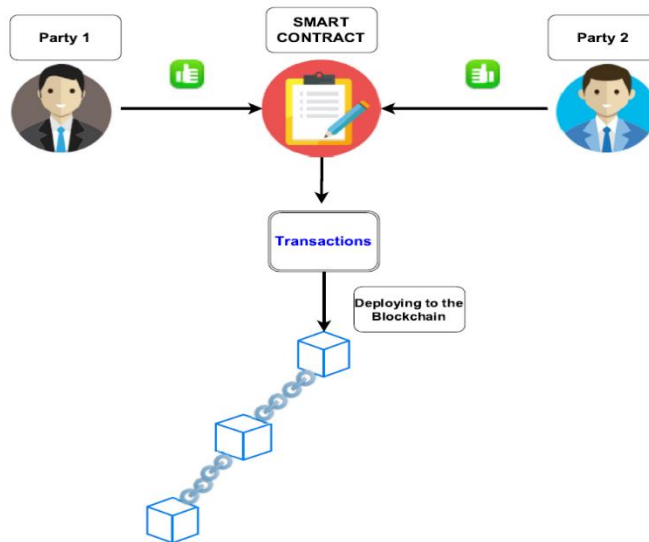 Party 1
SMART
CONTRACT
Party 2
Transactions
Deploying to the
Blockchain